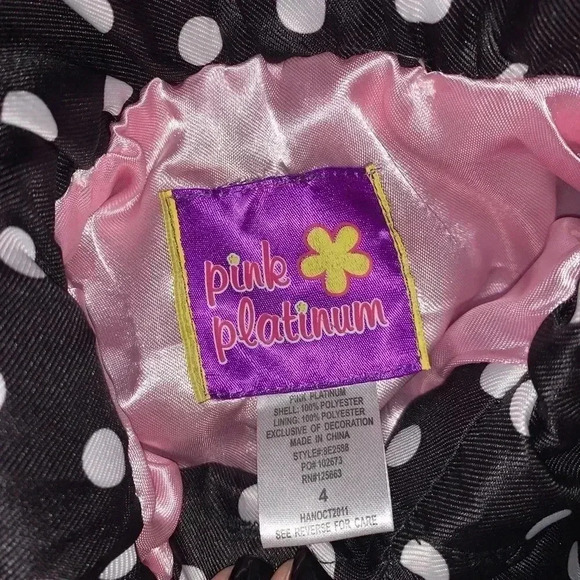 pink
platinum
PINK PLATINUM
SHELL: 100% POLYESTER
LINING: 100% POLYESTER
EXCLUSIVE OF DECORATION
MADE IN CHINA
STYLE#:8E2588
PO# 102673
RN#125663
4
HANOCT2011
SEE REVERSE FOR CARE